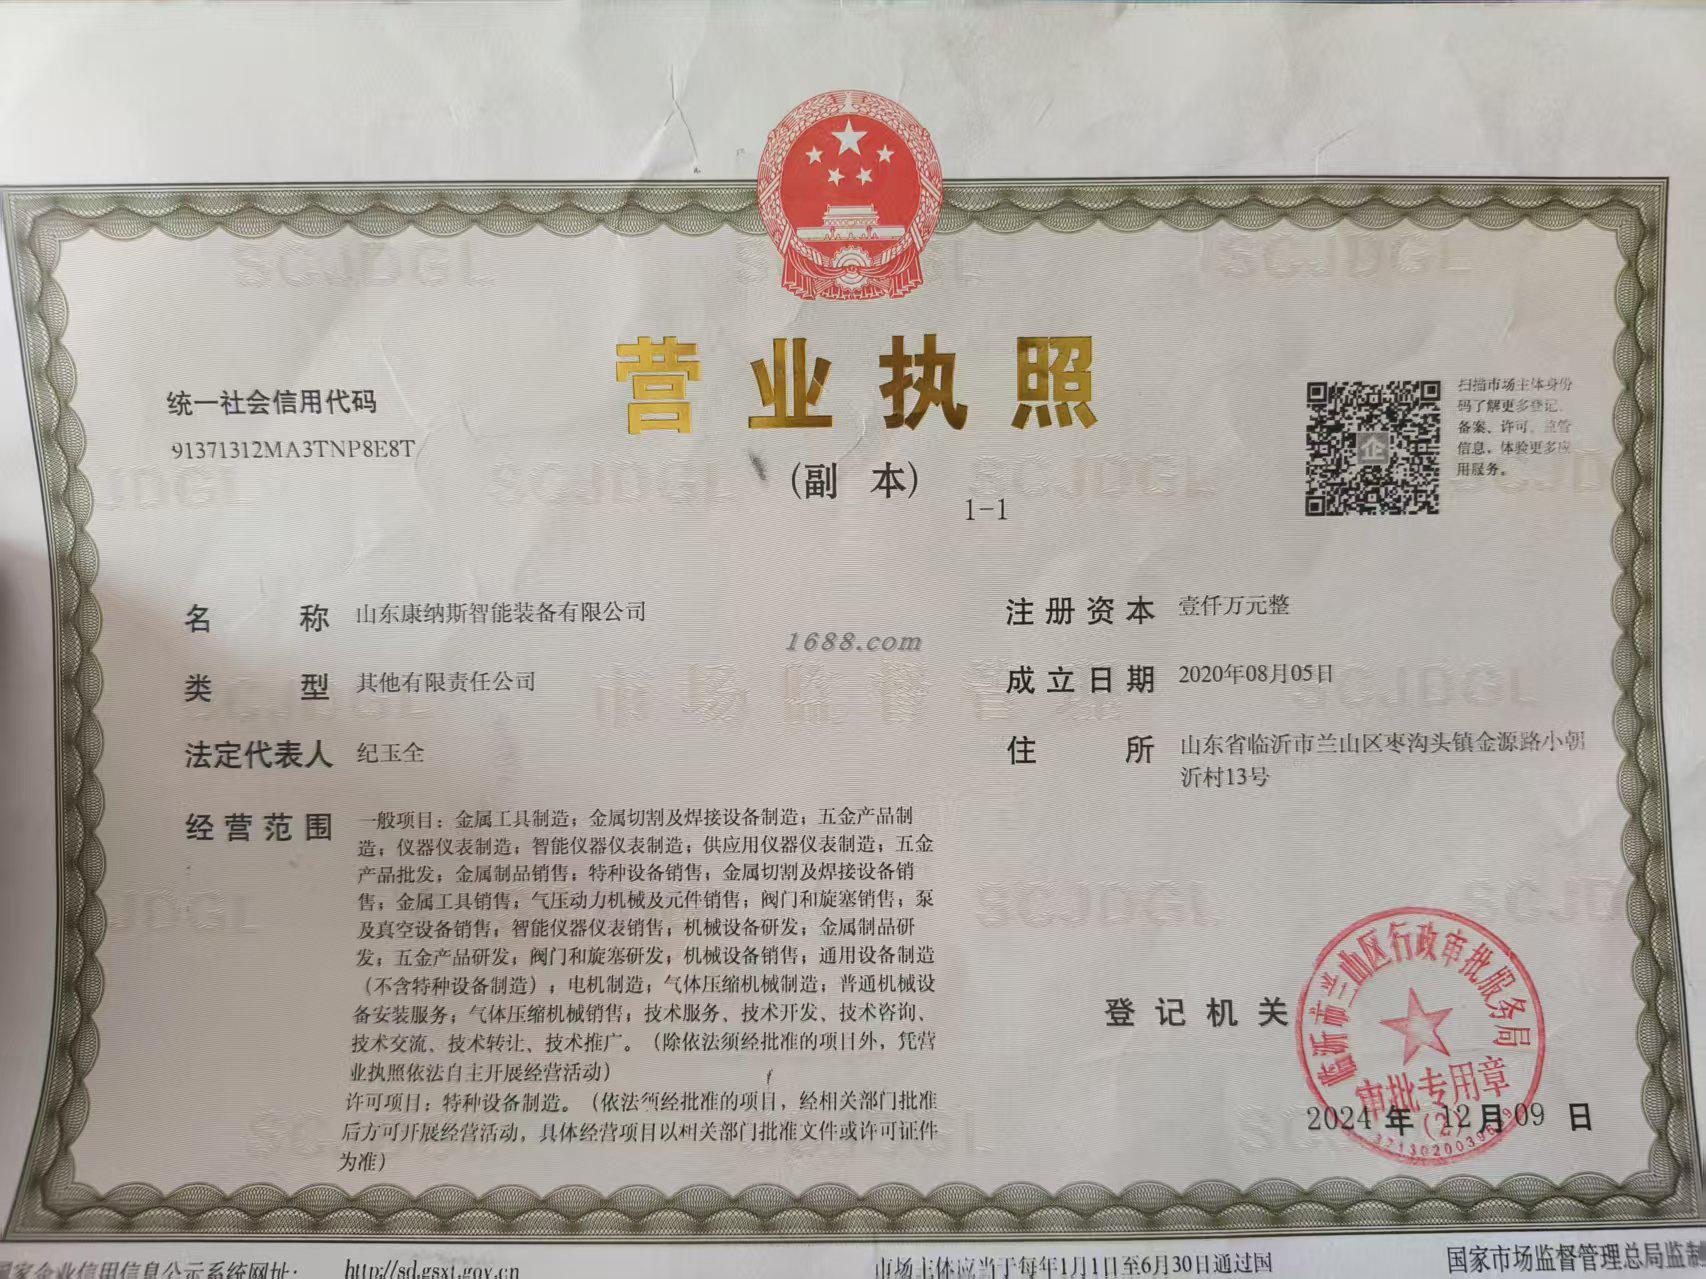 营业执照
(副 本)
1-1
统一社会信用代码
91371312MA3TNP8E8T
扫描市场主体身份
码了解更多登记、
备案、许可、监管
信息，体验更多应
用服务。
名 称 山东康纳斯智能装备有限公司
类 型 其他有限责任公司
法定代表人 纪玉全
经营范围 一般项目：金属工具制造；金属切割及焊接设备制造；五金产品制
造；仪器仪表制造；智能仪器仪表制造；供应用仪器仪表制造；五金
产品批发；金属制品销售；特种设备销售；金属切割及焊接设备销
售；金属工具销售；气压动力机械及元件销售；阀门和旋塞销售；泵
及真空设备销售；智能仪器仪表销售；机械设备研发；金属制品研
发；五金产品研发；阀门和旋塞研发；机械设备销售；通用设备制造
（不含特种设备制造）；电机制造；气体压缩机械制造；普通机械设
备安装服务；气体压缩机械销售；技术服务、技术开发、技术咨询、
技术交流、技术转让、技术推广。（除依法须经批准的项目外，凭营
业执照依法自主开展经营活动）
许可项目：特种设备制造。（依法须经批准的项目，经相关部门批准
后方可开展经营活动，具体经营项目以相关部门批准文件或许可证件
为准）
注册资本 壹仟万元整
成立日期 2020年08月05日
住 所 山东省临沂市兰山区枣沟头镇金源路小朝
沂村13号
1688.com
登记机关
临沂市兰山区行政审批服务局
审批专用章
(2)
2024 年 12 月 09 日
SCJDGL
国家企业信用信息公示系统网址：
http://sd.gsxt.gov.cn
市场主体应当于每年1月1日至6月30日通过国
国家市场监督管理总局监制